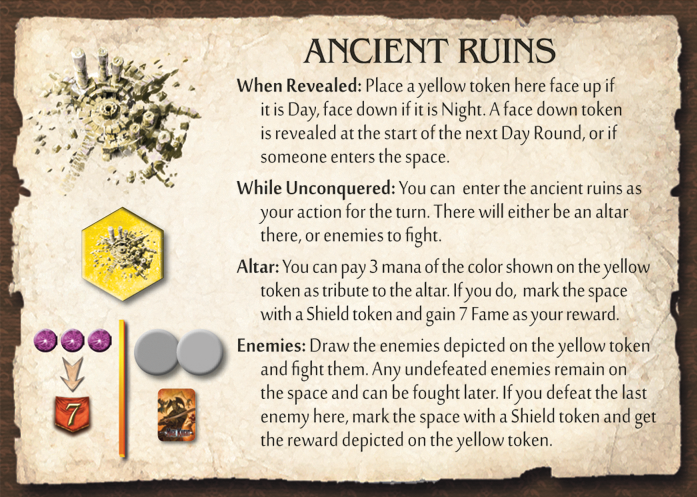 ANCIENT RUINS
When Revealed: Place a yellow token here face up if
it is Day, face down if it is Night. A face down token
is revealed at the start of the next Day Round, or if
someone enters the space.
While Unconquered: You can enter the ancient ruins as
your action for the turn. There will either be an altar
there, or enemies to fight.
Altar: You can pay 3 mana of the color shown on the yellow
token as tribute to the altar. If you do, mark the space
with a Shield token and gain 7 Fame as your reward.
Enemies: Draw the enemies depicted on the yellow token
and fight them. Any undefeated enemies remain on
the space and can be fought later. If you defeat the last
enemy here, mark the space with a Shield token and get
the reward depicted on the yellow token.
7